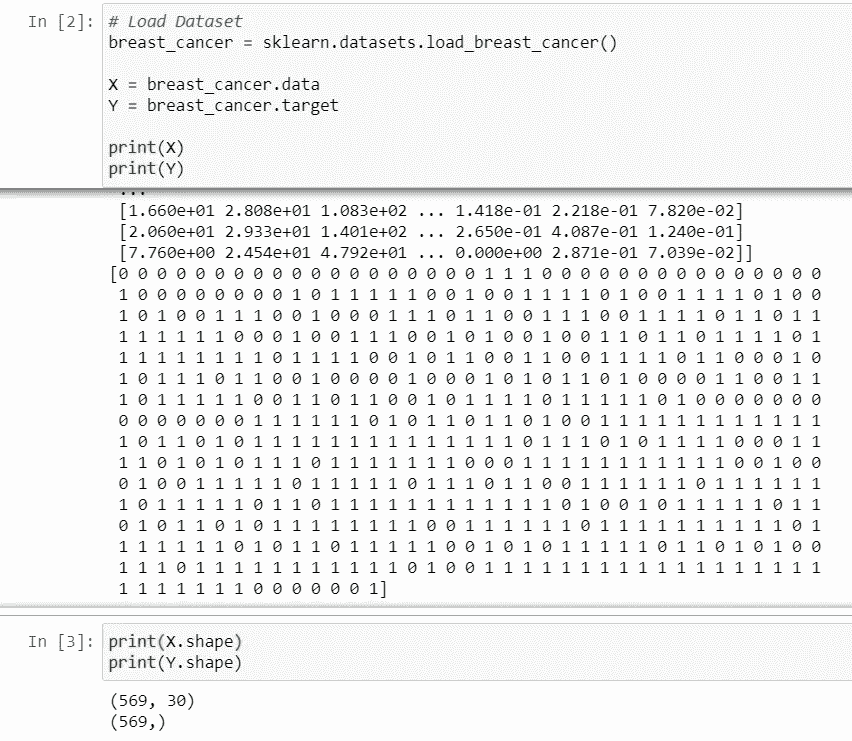 In [2]:
# Load Dataset
breast_cancer = sklearn.datasets.load_breast_cancer()
X = breast_cancer.data
Y = breast_cancer.target
print(X)
print(Y)
...
[1.660e+01 2.808e+01 1.083e+02 ... 1.418e-01 2.218e-01 7.820e-02]
[2.060e+01 2.933e+01 1.401e+02 ... 2.650e-01 4.087e-01 1.240e-01]
[7.760e+00 2.454e+01 4.792e+01 ... 0.000e+00 2.871e-01 7.039e-02]]
[0 0 0 0 0 0 0 0 0 0 0 0 0 0 0 0 0 0 0 1 1 1 0 0 0 0 0 0 0 0 0 0 0 0 0 0 0
1 0 0 0 0 0 0 0 0 1 0 1 1 1 1 1 0 0 1 0 0 1 1 1 1 0 1 0 0 1 1 1 1 0 1 0 0
1 0 1 0 0 1 1 1 0 0 1 0 0 0 1 1 1 0 1 1 0 0 1 1 1 0 0 1 1 1 1 0 1 1 0 1 1
1 1 1 1 1 1 0 0 0 1 0 0 1 1 1 0 0 1 0 1 0 0 1 0 0 1 1 0 1 1 0 1 1 1 1 0 1
1 1 1 1 1 1 1 1 0 1 1 1 1 0 0 1 0 1 1 0 0 1 1 0 0 1 1 1 1 0 1 1 0 0 0 1 0
1 0 1 1 1 0 1 1 0 0 1 0 0 0 0 1 0 0 0 1 0 1 0 1 1 0 1 0 0 0 0 1 1 0 0 1 1
1 0 1 1 1 1 1 0 0 1 1 0 1 1 0 0 1 0 1 1 1 1 0 1 1 1 1 1 0 1 0 0 0 0 0 0 0
0 0 0 0 0 0 0 1 1 1 1 1 1 0 1 0 1 1 0 1 1 0 1 0 0 1 1 1 1 1 1 1 1 1 1 1 1
1 0 1 1 0 1 0 1 1 1 1 1 1 1 1 1 1 1 1 1 1 0 1 1 1 0 1 0 1 1 1 1 0 0 0 1 1
1 1 0 1 0 1 0 1 1 1 0 1 1 1 1 1 1 1 0 0 0 1 1 1 1 1 1 1 1 1 1 1 0 0 1 0 0
0 1 0 0 1 1 1 1 1 0 1 1 1 1 1 0 1 1 1 0 1 1 0 0 1 1 1 1 1 1 0 1 1 1 1 1 1
1 0 1 1 1 1 1 0 1 1 0 1 1 1 1 1 1 1 1 1 1 1 1 0 1 0 0 1 0 1 1 1 1 1 0 1 1
0 1 0 1 1 0 1 0 1 1 1 1 1 1 1 1 0 0 1 1 1 1 1 1 0 1 1 1 1 1 1 1 1 1 1 0 1
1 1 1 1 1 1 0 1 0 1 1 0 1 1 1 1 1 0 0 1 0 1 0 1 1 1 1 1 0 1 1 0 1 0 1 0 0
1 1 1 0 1 1 1 1 1 1 1 1 1 1 1 0 1 0 0 1 1 1 1 1 1 1 1 1 1 1 1 1 1 1 1 1 1
1 1 1 1 1 1 1 0 0 0 0 0 0 1]
In [3]:
print(X.shape)
print(Y.shape)
(569, 30)
(569,)